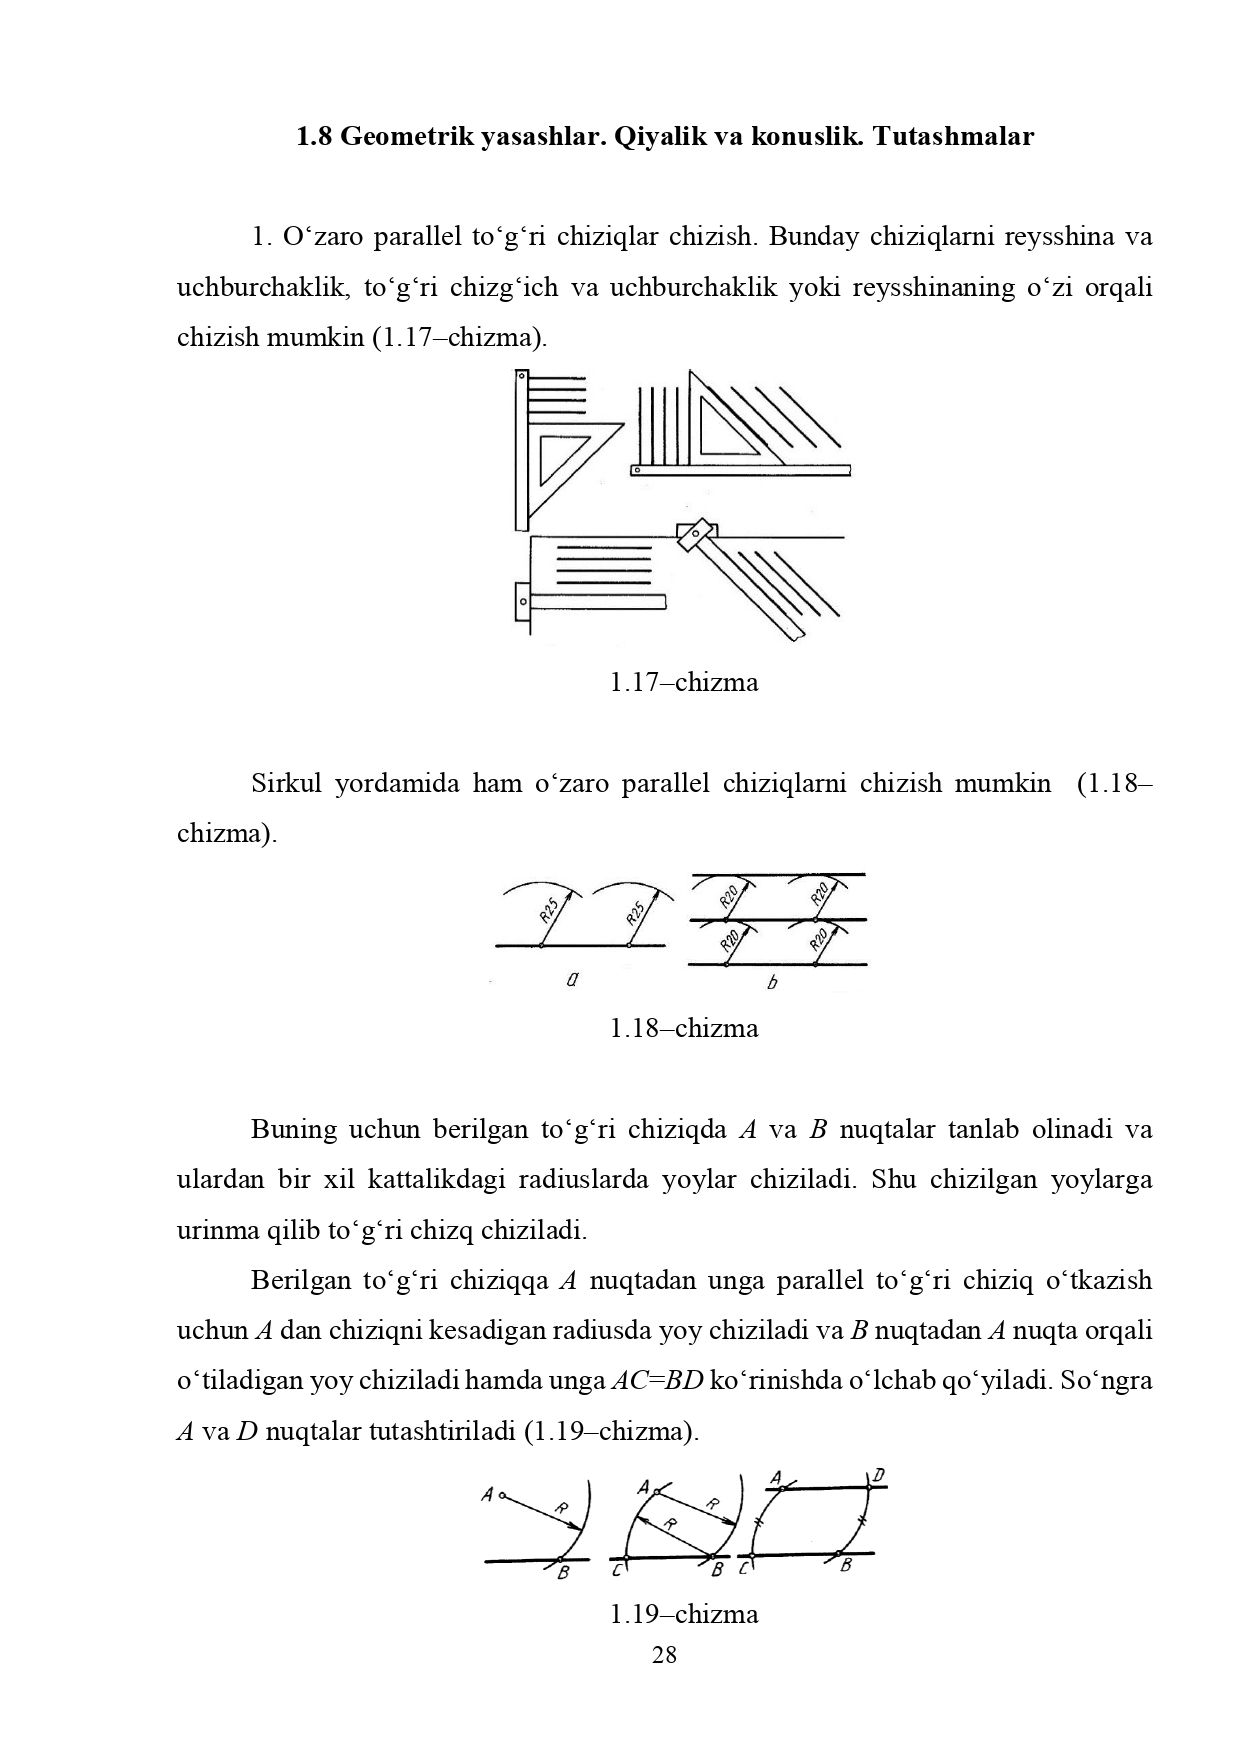 1.8 Geometrik yasashlar. Qiyalik va konuslik. Tutashmalar
1. O‘zaro parallel to‘g‘ri chiziqlar chizish. Bunday chiziqlarni reysshina va
uchburchaklik, to‘g‘ri chizg‘ich va uchburchaklik yoki reysshinaning o‘zi orqali
chizish mumkin (1.17–chizma).
1.17–chizma
Sirkul yordamida ham o‘zaro parallel chiziqlarni chizish mumkin (1.18–
chizma).
R25 R25 R20 R20
R20 R20
a b
1.18–chizma
Buning uchun berilgan to‘g‘ri chiziqda A va B nuqtalar tanlab olinadi va
ulardan bir xil kattalikdagi radiuslarda yoylar chiziladi. Shu chizilgan yoylarga
urinma qilib to‘g‘ri chizq chiziladi.
Berilgan to‘g‘ri chiziqqa A nuqtadan unga parallel to‘g‘ri chiziq o‘tkazish
uchun A dan chiziqni kesadigan radiusda yoy chiziladi va B nuqtadan A nuqta orqali
o‘tiladigan yoy chiziladi hamda unga AC=BD ko‘rinishda o‘lchab qo‘yiladi. So‘ngra
A va D nuqtalar tutashtiriladi (1.19–chizma).
A R B
A R R C B
A D C B
1.19–chizma
28